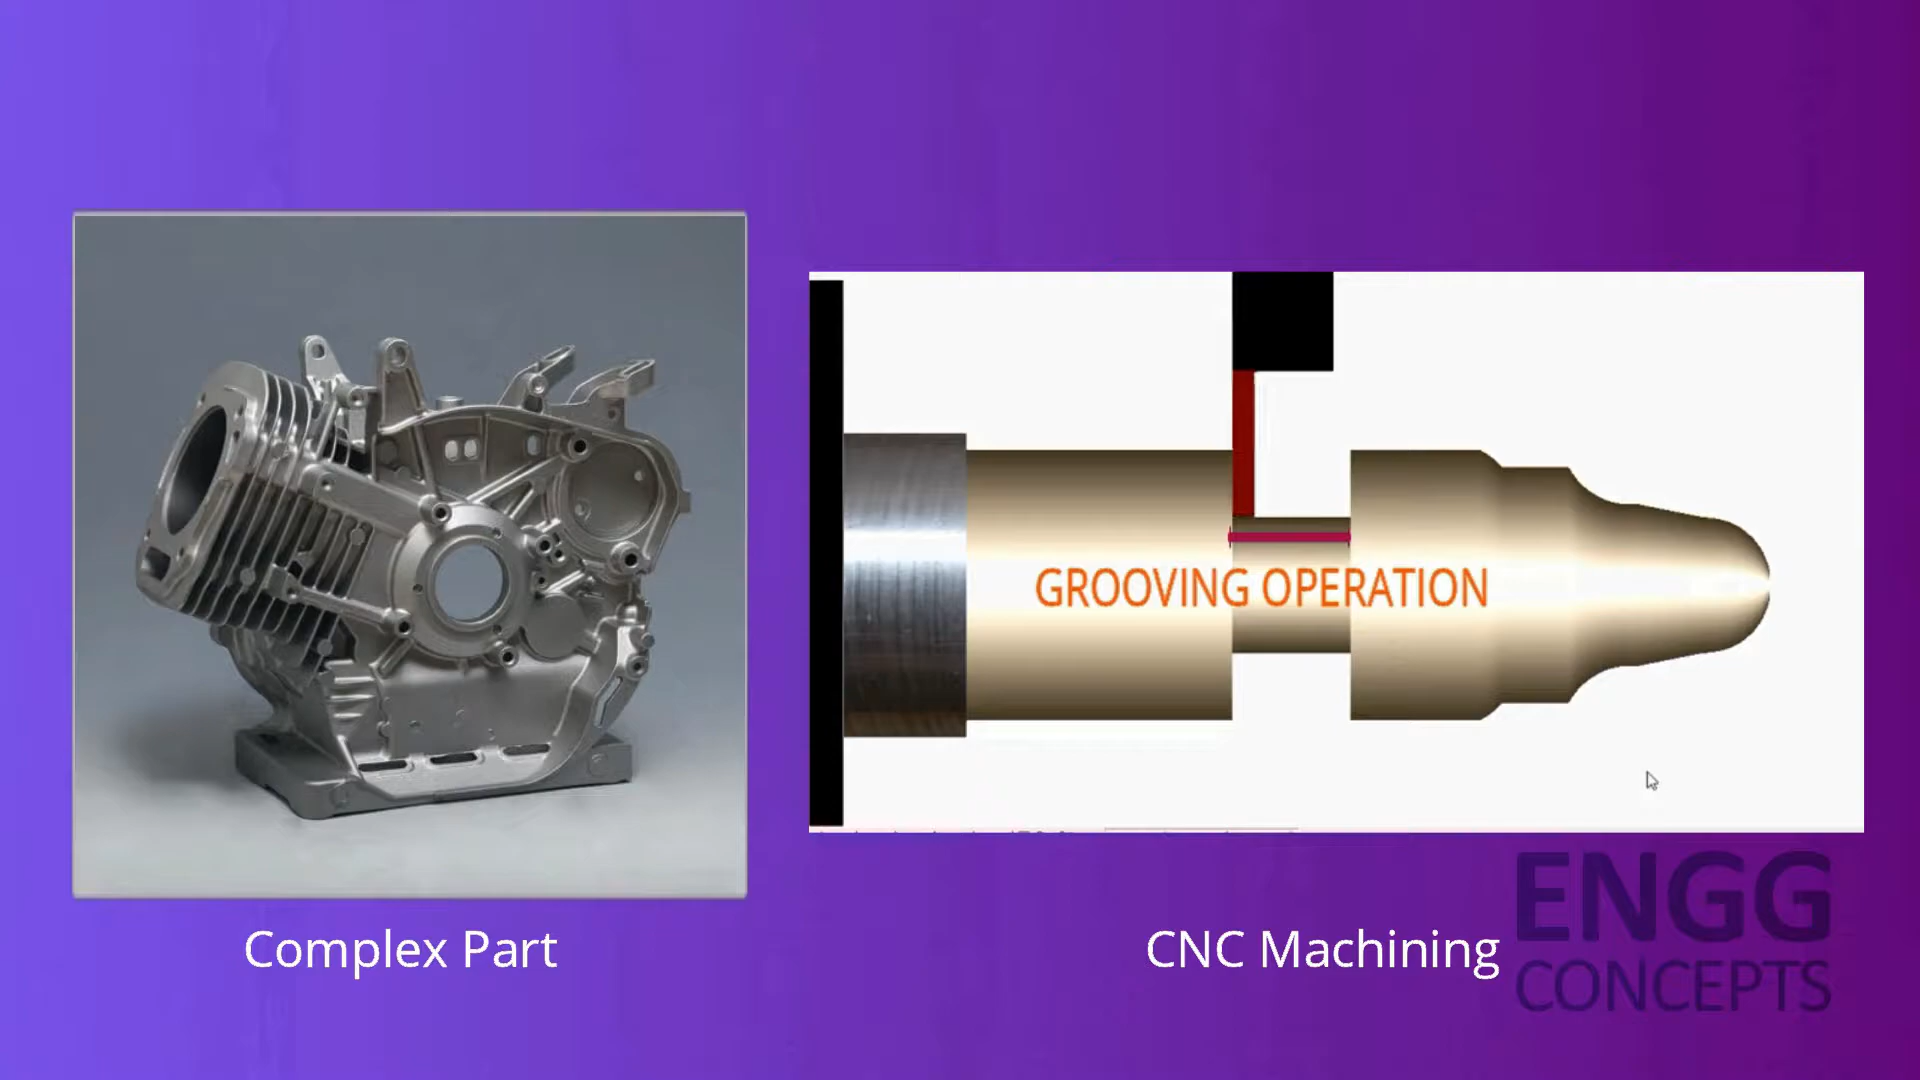 GROOVING OPERATION
Complex Part
CNC Machining
ENGG
CONCEPTS